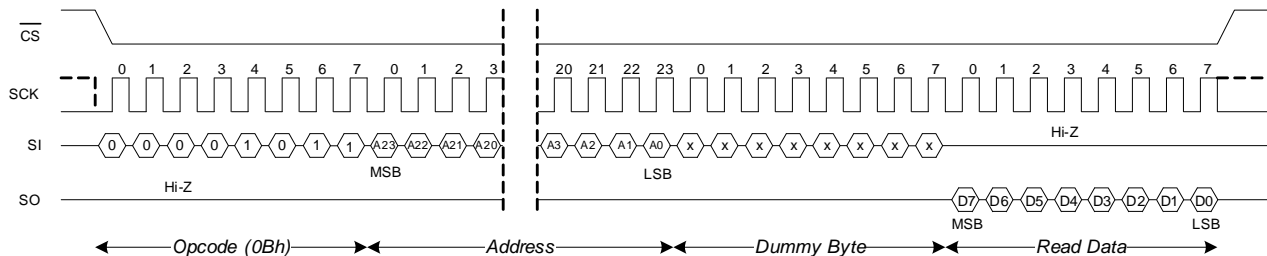 CS
0 1 2 3 4 5 6 7 0 1 2 3 20 21 22 23 0 1 2 3 4 5 6 7 0 1 2 3 4 5 6 7
SCK
Hi-Z
SI 0 0 0 0 1 0 1 1 A23 A22 A21 A20 A3 A2 A1 A0 x x x x x x x x
MSB LSB
Hi-Z
SO D7 D6 D5 D4 D3 D2 D1 D0
MSB LSB
Opcode (0Bh) Address Dummy Byte Read Data